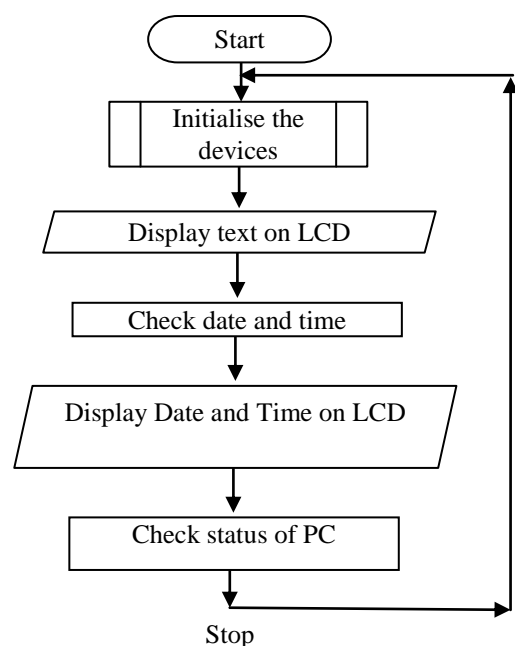 Start
Initialise the
devices
Display text on LCD
Check date and time
Display Date and Time on LCD
Check status of PC
Stop